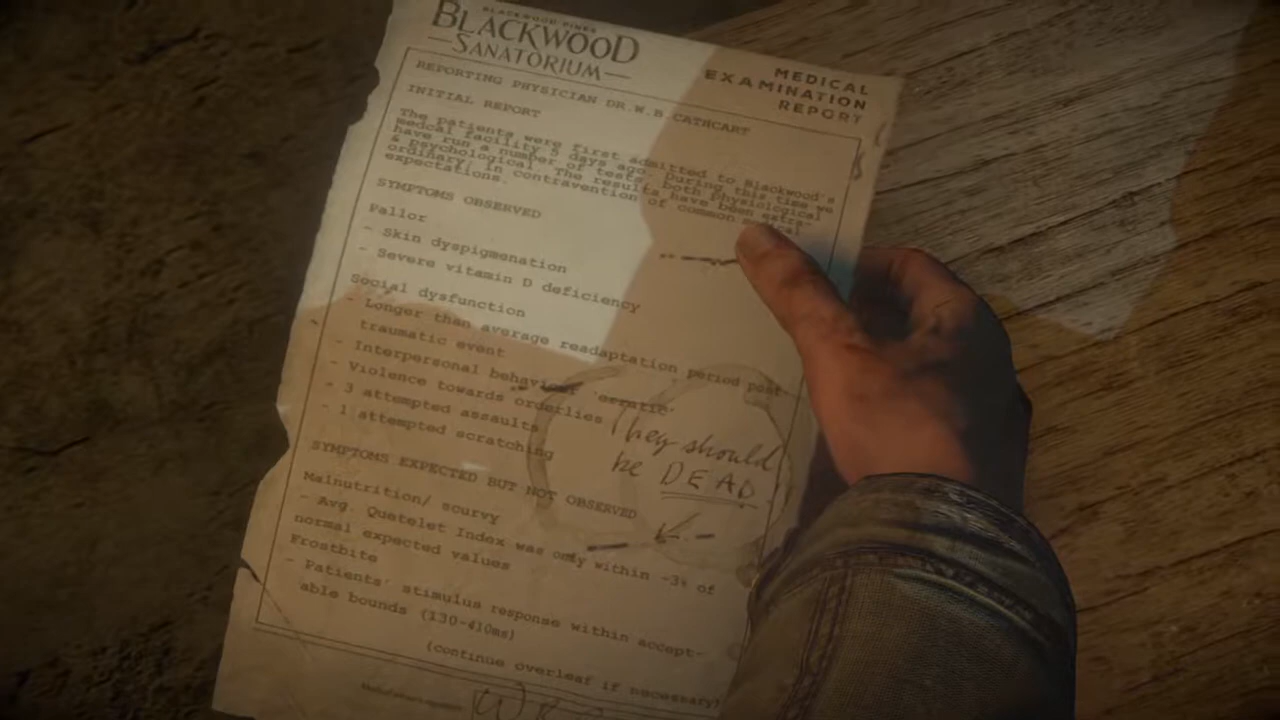 BLACKWOOD PINES
BLACKWOOD
SANATORIUM
MEDICAL
EXAMINATION
REPORT
REPORTING PHYSICIAN DR.W.B.CATHCART
INITIAL REPORT
The patients were first admitted to Blackwood's
medcal facility 5 days ago. During this time we
have run a number of tests, both physiological
& psychological. The results have been extra-
ordinary, in contravention of common medical
expectations.
SYMPTOMS OBSERVED
Pallor
- Skin dyspigmenation
- Severe vitamin D deficiency
Social dysfunction
- Longer than average readaptation period post-
traumatic event
- Interpersonal behaviour 'erratic'
- Violence towards orderlies
- 3 attempted assaults
- 1 attempted scratching
They should
be DEAD
SYMPTOMS EXPECTED BUT NOT OBSERVED
Malnutrition/ scurvy
- Avg. Quetelet Index was only within -3% of
normal expected values
Frostbite
- Patients' stimulus response within accept-
able bounds (130-410ms)
(continue overleaf if necessary)